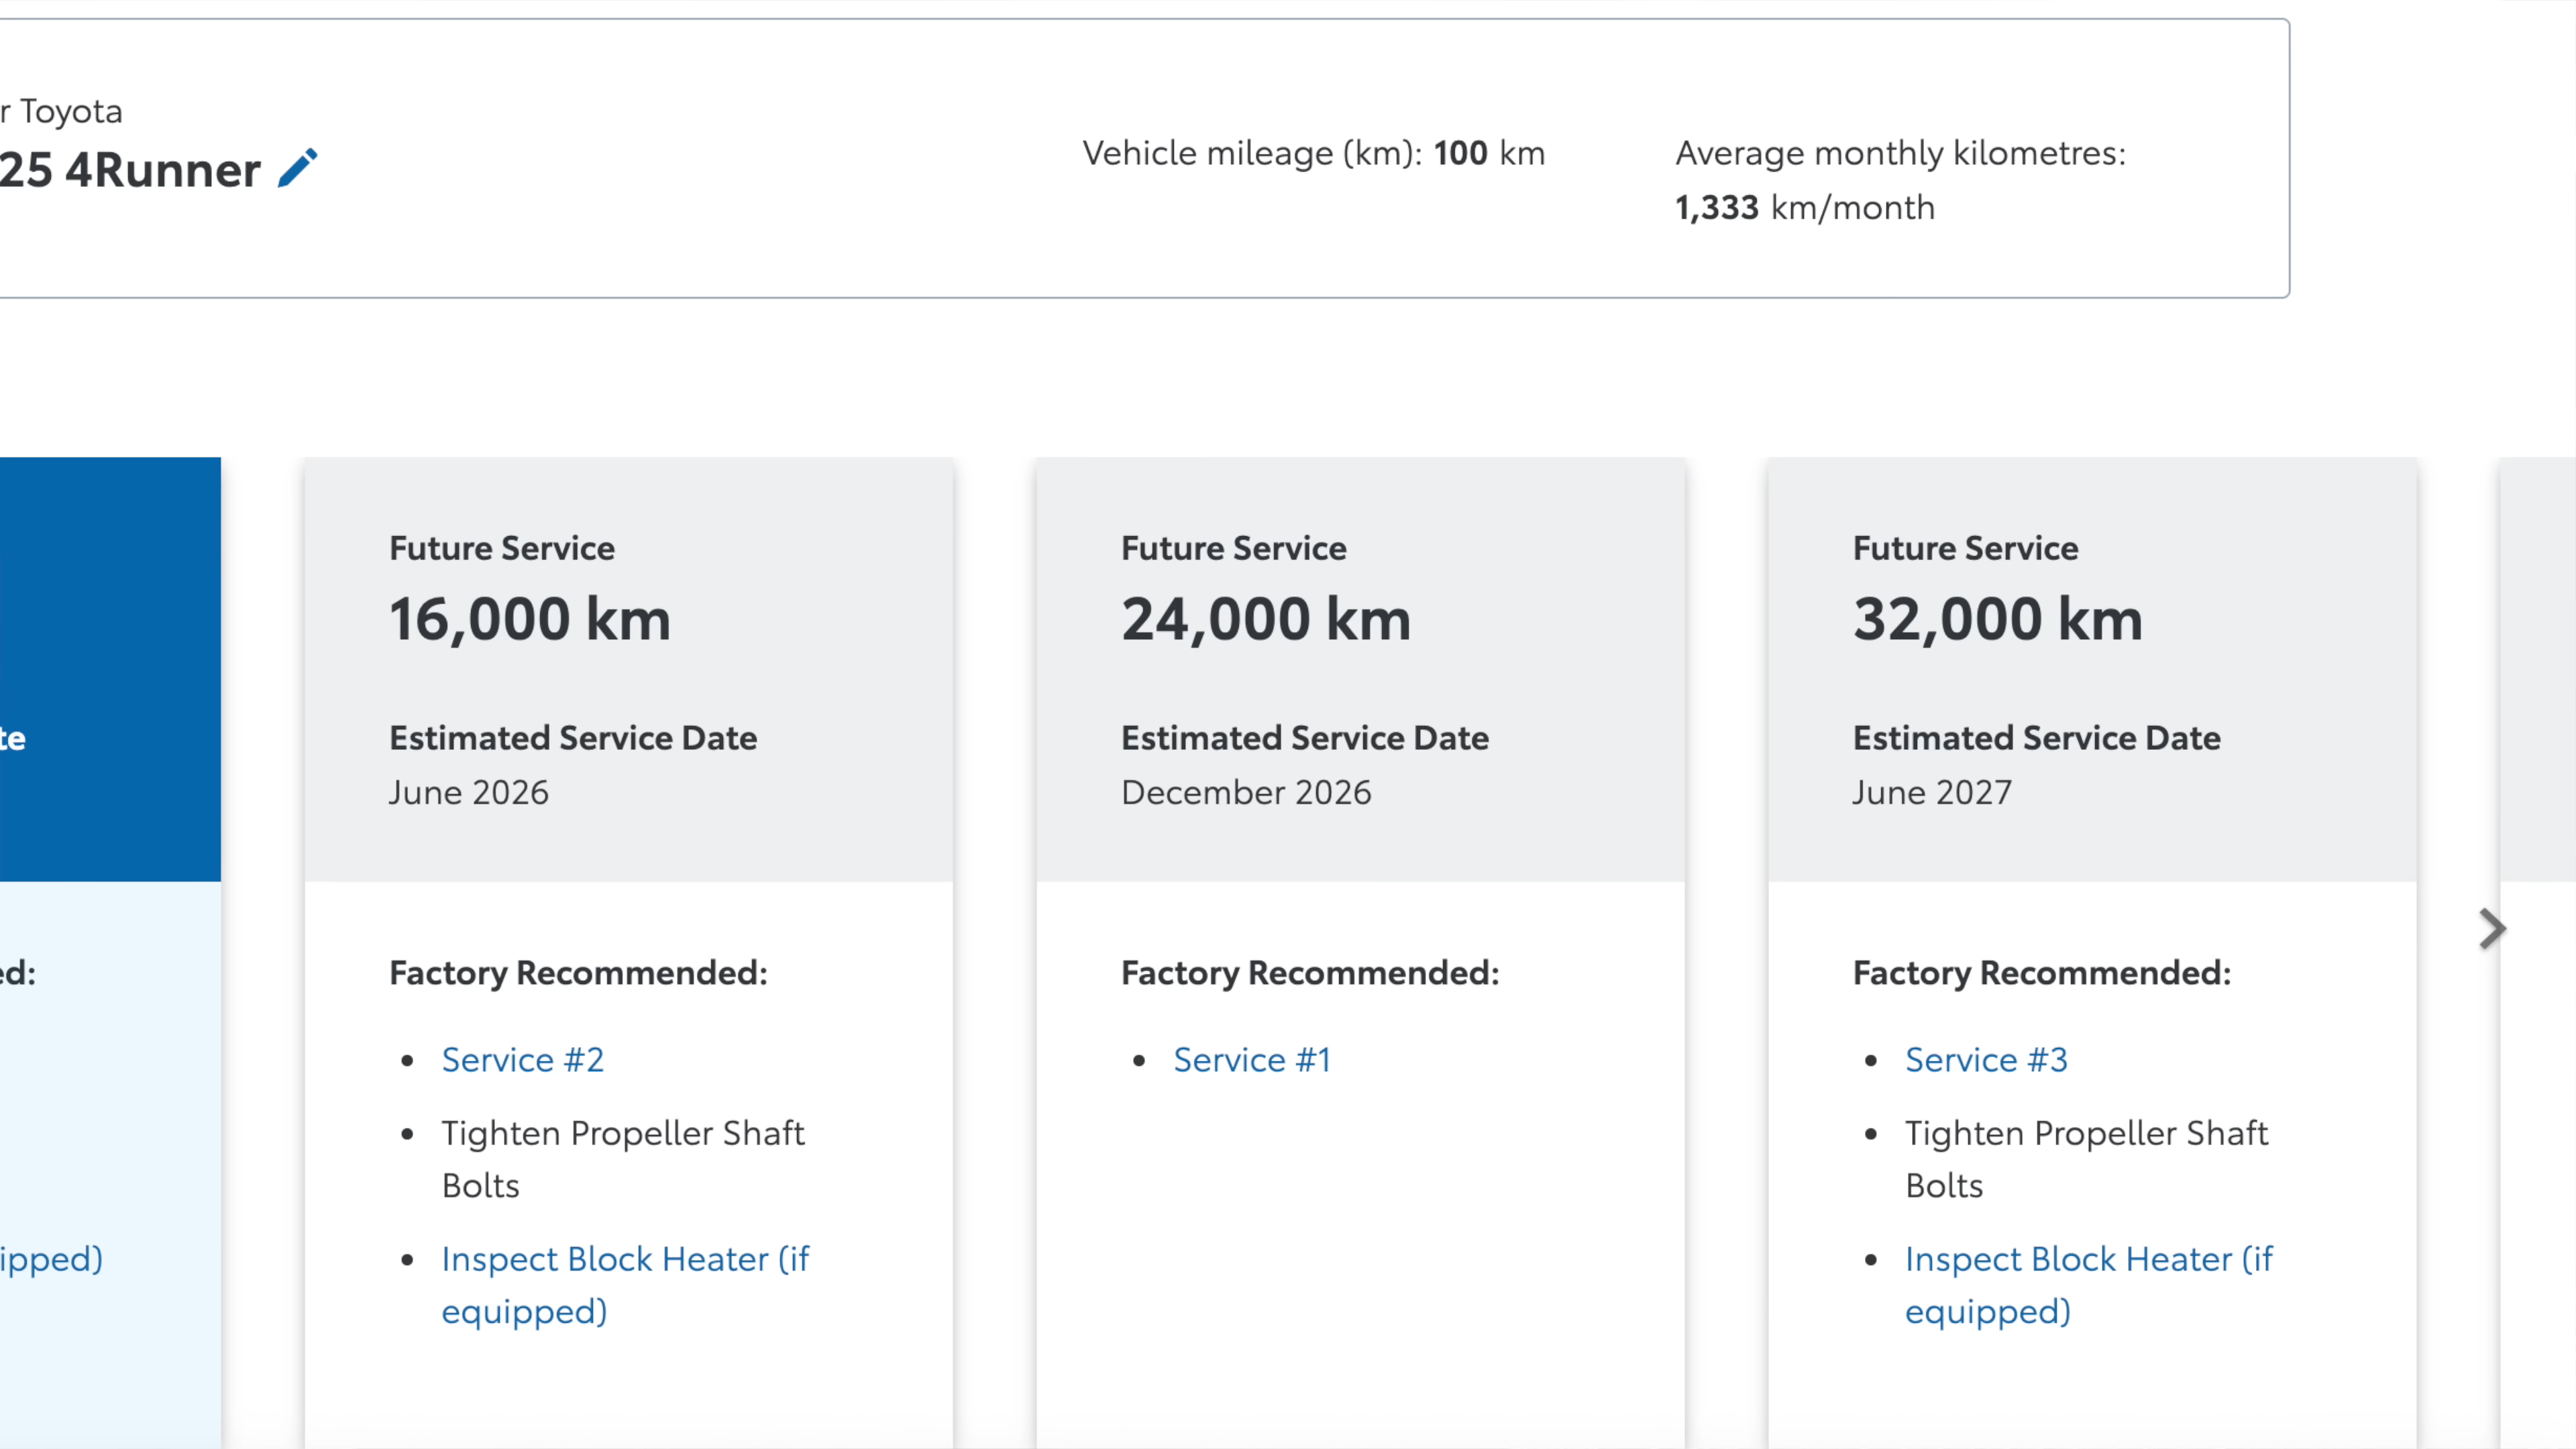 r Toyota
25 4Runner
Vehicle mileage (km): 100 km
Average monthly kilometres:
1,333 km/month
te
ed:
ipped)
Future Service
16,000 km
Estimated Service Date
June 2026
Factory Recommended:
• Service #2
• Tighten Propeller Shaft
Bolts
• Inspect Block Heater (if
equipped)
Future Service
24,000 km
Estimated Service Date
December 2026
Factory Recommended:
• Service #1
Future Service
32,000 km
Estimated Service Date
June 2027
Factory Recommended:
• Service #3
• Tighten Propeller Shaft
Bolts
• Inspect Block Heater (if
equipped)